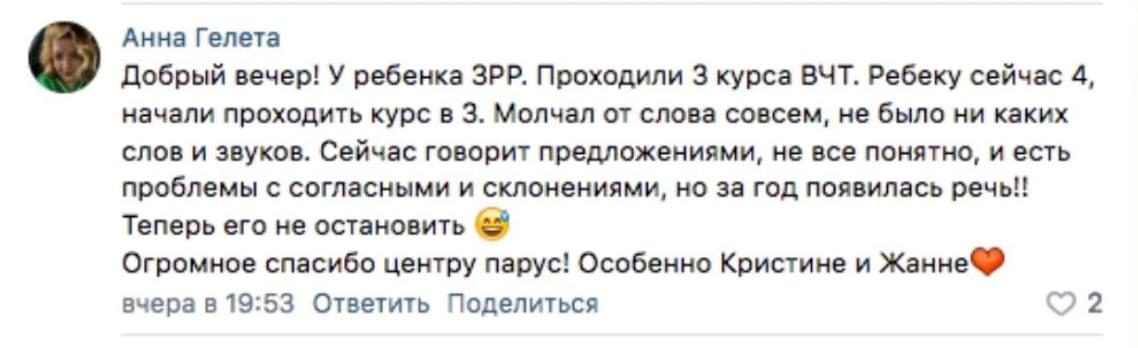 Анна Гелета
Добрый вечер! У ребенка ЗРР. Проходили 3 курса ВЧТ. Ребеку сейчас 4,
начали проходить курс в 3. Молчал от слова совсем, не было ни каких
слов и звуков. Сейчас говорит предложениями, не все понятно, и есть
проблемы с согласными и склонениями, но за год появилась речь!!
Теперь его не остановить 😅
Огромное спасибо центру парус! Особенно Кристине и Жанне❤️
вчера в 19:53 Ответить Поделиться 2